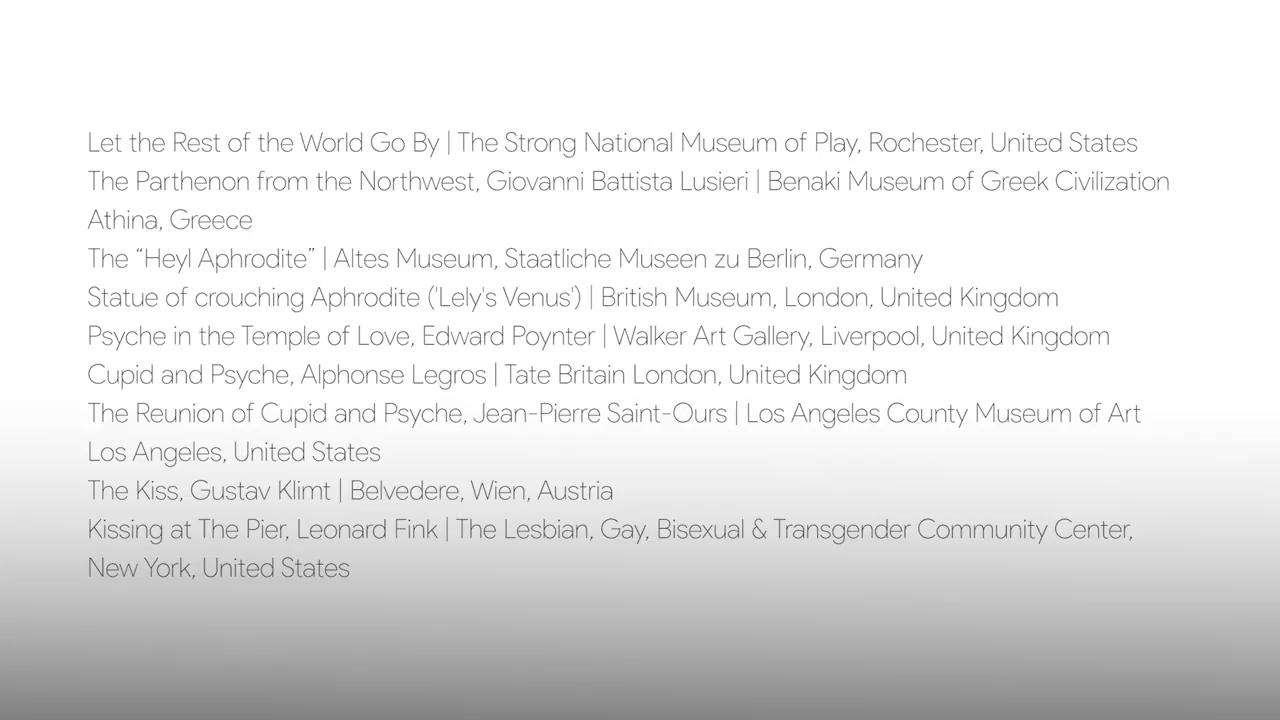 Let the Rest of the World Go By | The Strong National Museum of Play, Rochester, United States
The Parthenon from the Northwest, Giovanni Battista Lusieri | Benaki Museum of Greek Civilization
Athina, Greece
The “Heyl Aphrodite” | Altes Museum, Staatliche Museen zu Berlin, Germany
Statue of crouching Aphrodite ('Lely's Venus') | British Museum, London, United Kingdom
Psyche in the Temple of Love, Edward Poynter | Walker Art Gallery, Liverpool, United Kingdom
Cupid and Psyche, Alphonse Legros | Tate Britain London, United Kingdom
The Reunion of Cupid and Psyche, Jean-Pierre Saint-Ours | Los Angeles County Museum of Art
Los Angeles, United States
The Kiss, Gustav Klimt | Belvedere, Wien, Austria
Kissing at The Pier, Leonard Fink | The Lesbian, Gay, Bisexual & Transgender Community Center,
New York, United States